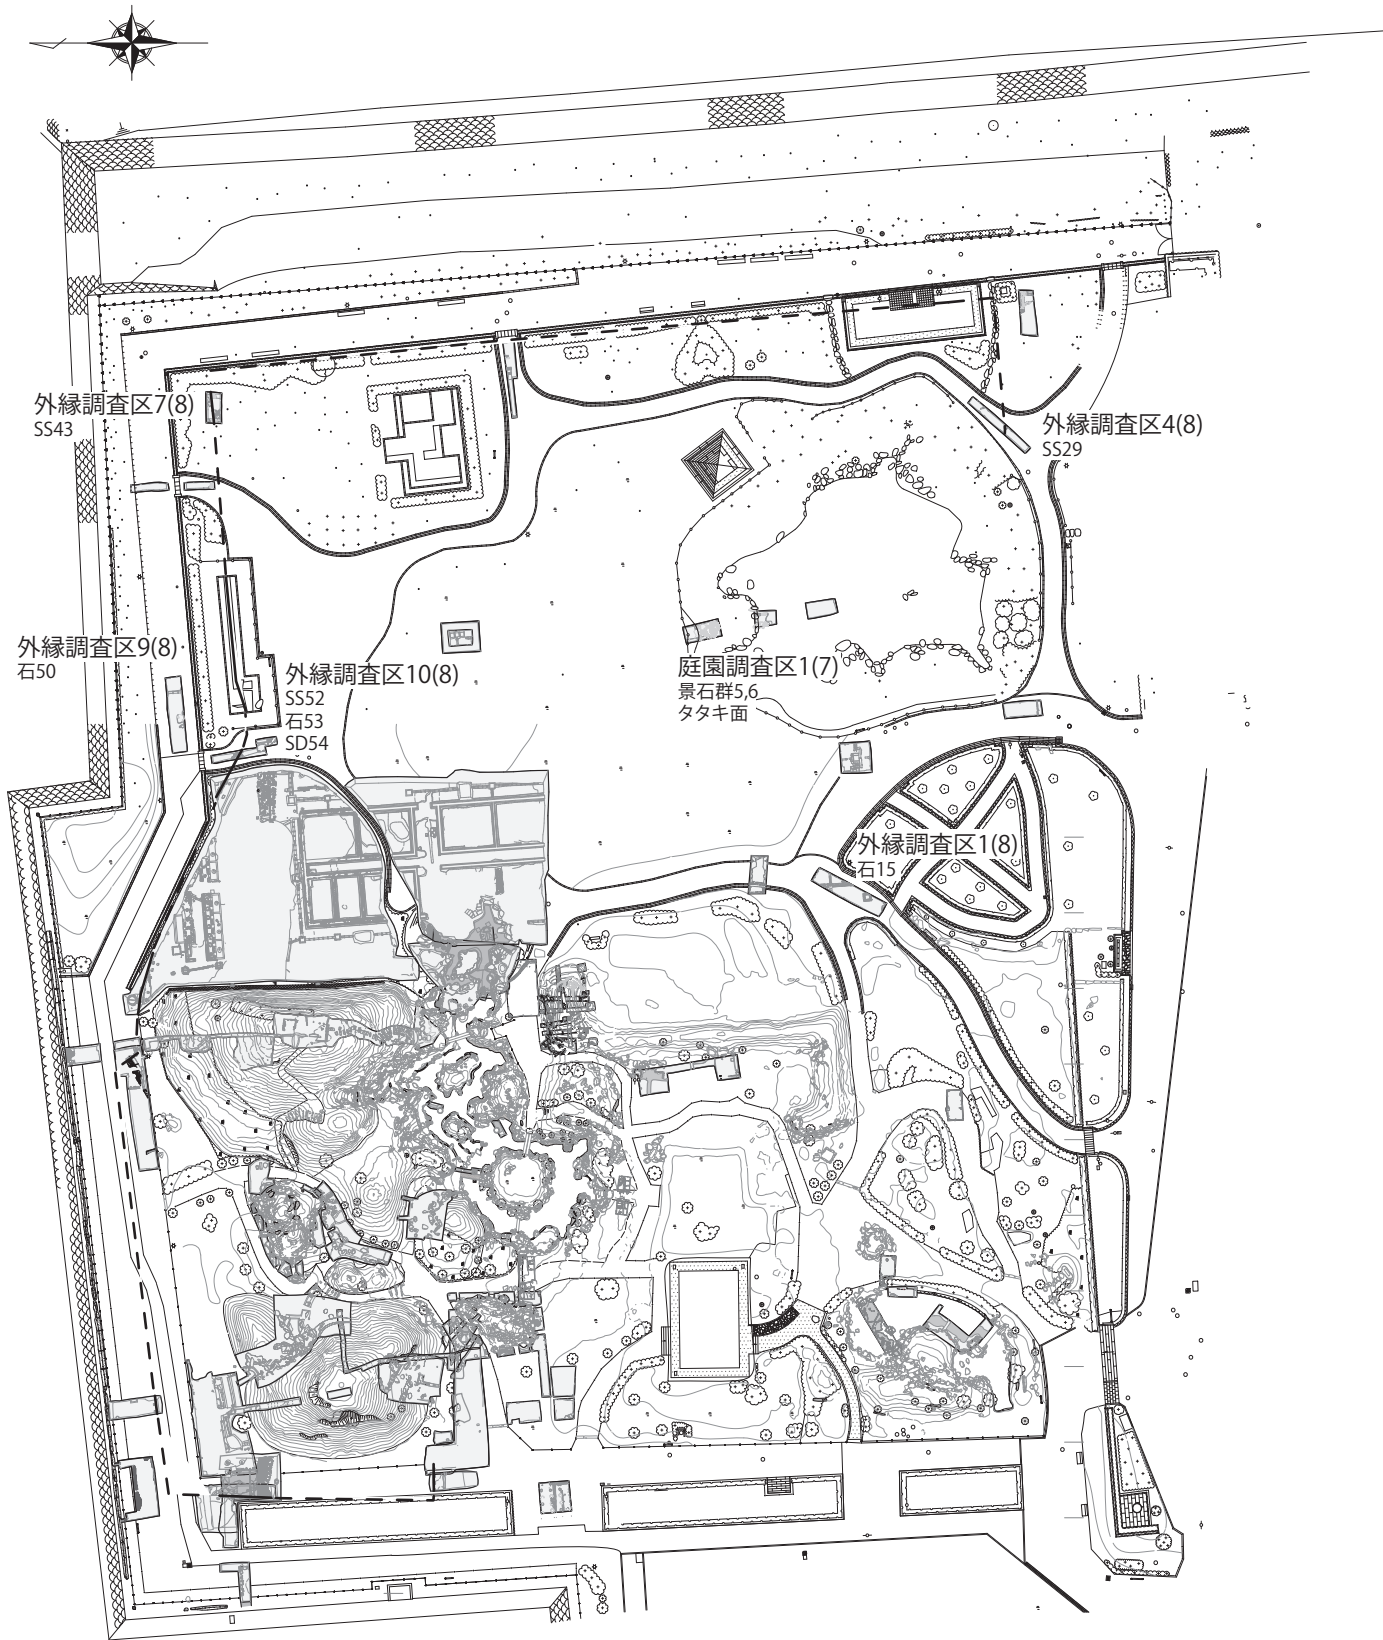 外縁調査区7(8)
SS43
外縁調査区4(8)
SS29
外縁調査区9(8)
石50
外縁調査区10(8)
SS52
石53
SD54
庭園調査区1(7)
景石群5,6
タタキ面
外縁調査区1(8)
石15